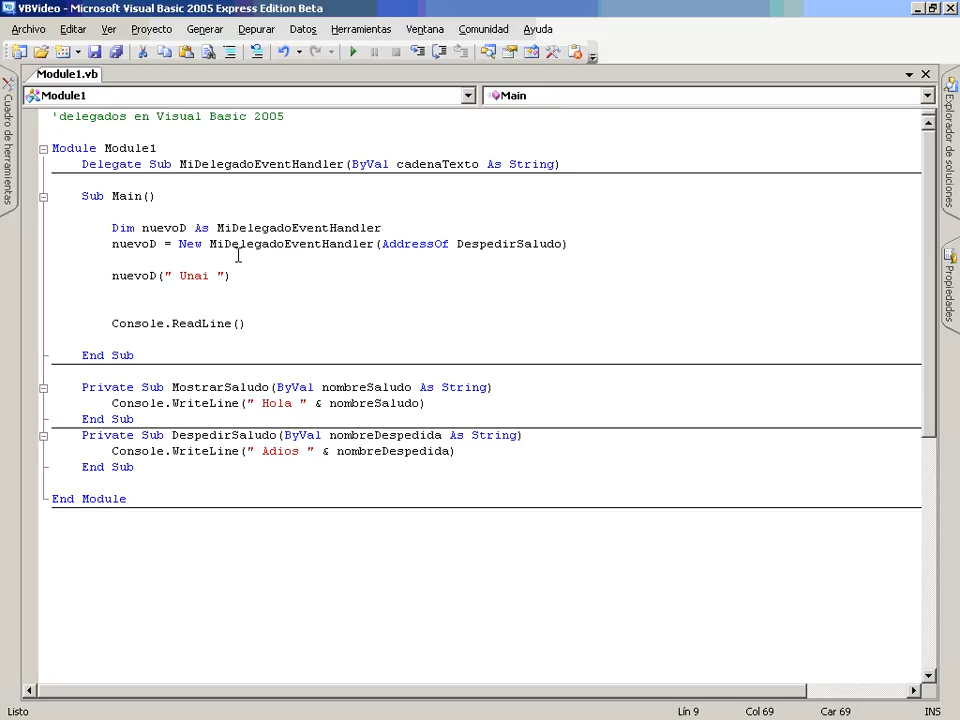 VBVideo - Microsoft Visual Basic 2005 Express Edition Beta
Archivo Editar Ver Proyecto Generar Depurar Datos Herramientas Ventana Comunidad Ayuda
Module1.vb
Module1 Main
Cuadro de herramientas
Explorador de soluciones
Propiedades
'delegados en Visual Basic 2005
Module Module1
Delegate Sub MiDelegadoEventHandler(ByVal cadenaTexto As String)
Sub Main()
Dim nuevoD As MiDelegadoEventHandler
nuevoD = New MiDelegadoEventHandler(AddressOf DespedirSaludo)
nuevoD(" Unai ")
Console.ReadLine()
End Sub
Private Sub MostrarSaludo(ByVal nombreSaludo As String)
Console.WriteLine(" Hola " & nombreSaludo)
End Sub
Private Sub DespedirSaludo(ByVal nombreDespedida As String)
Console.WriteLine(" Adios " & nombreDespedida)
End Sub
End Module
Listo Lín 9 Col 69 Car 69 INS